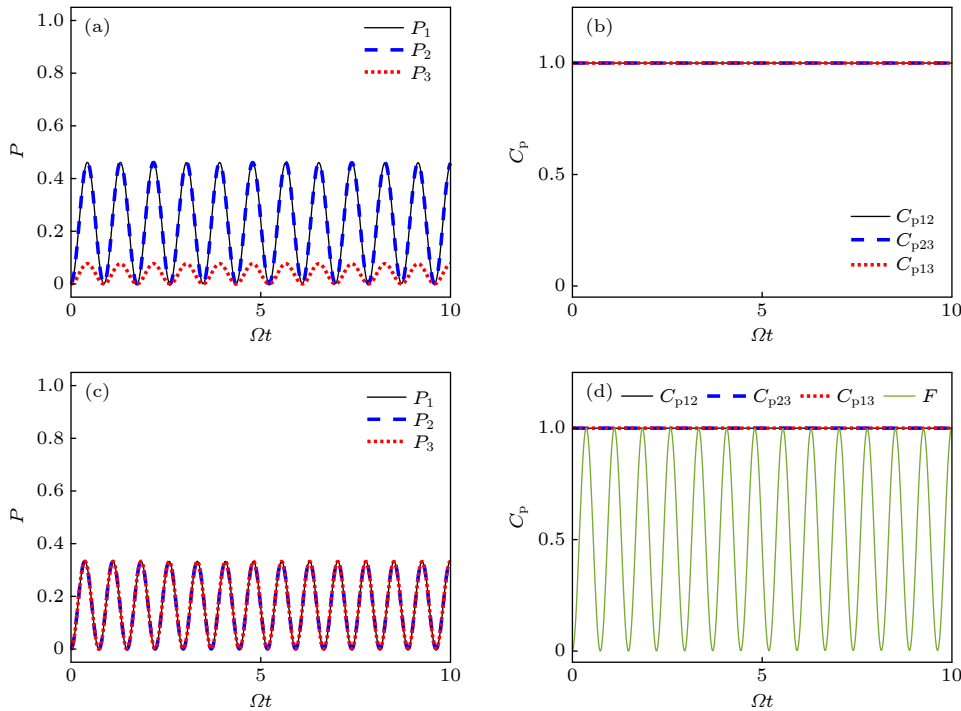 (a)
P₁
P₂
P₃
P
1.0
0.8
0.6
0.4
0.2
0
0
5
10
Ωt
(b)
Cₚ
1.0
0.5
0
Cₚ₁₂
Cₚ₂₃
Cₚ₁₃
0
5
10
Ωt
(c)
P₁
P₂
P₃
P
1.0
0.8
0.6
0.4
0.2
0
0
5
10
Ωt
(d) Cₚ₁₂ Cₚ₂₃ Cₚ₁₃ F
Cₚ
1.0
0.5
0
0
5
10
Ωt